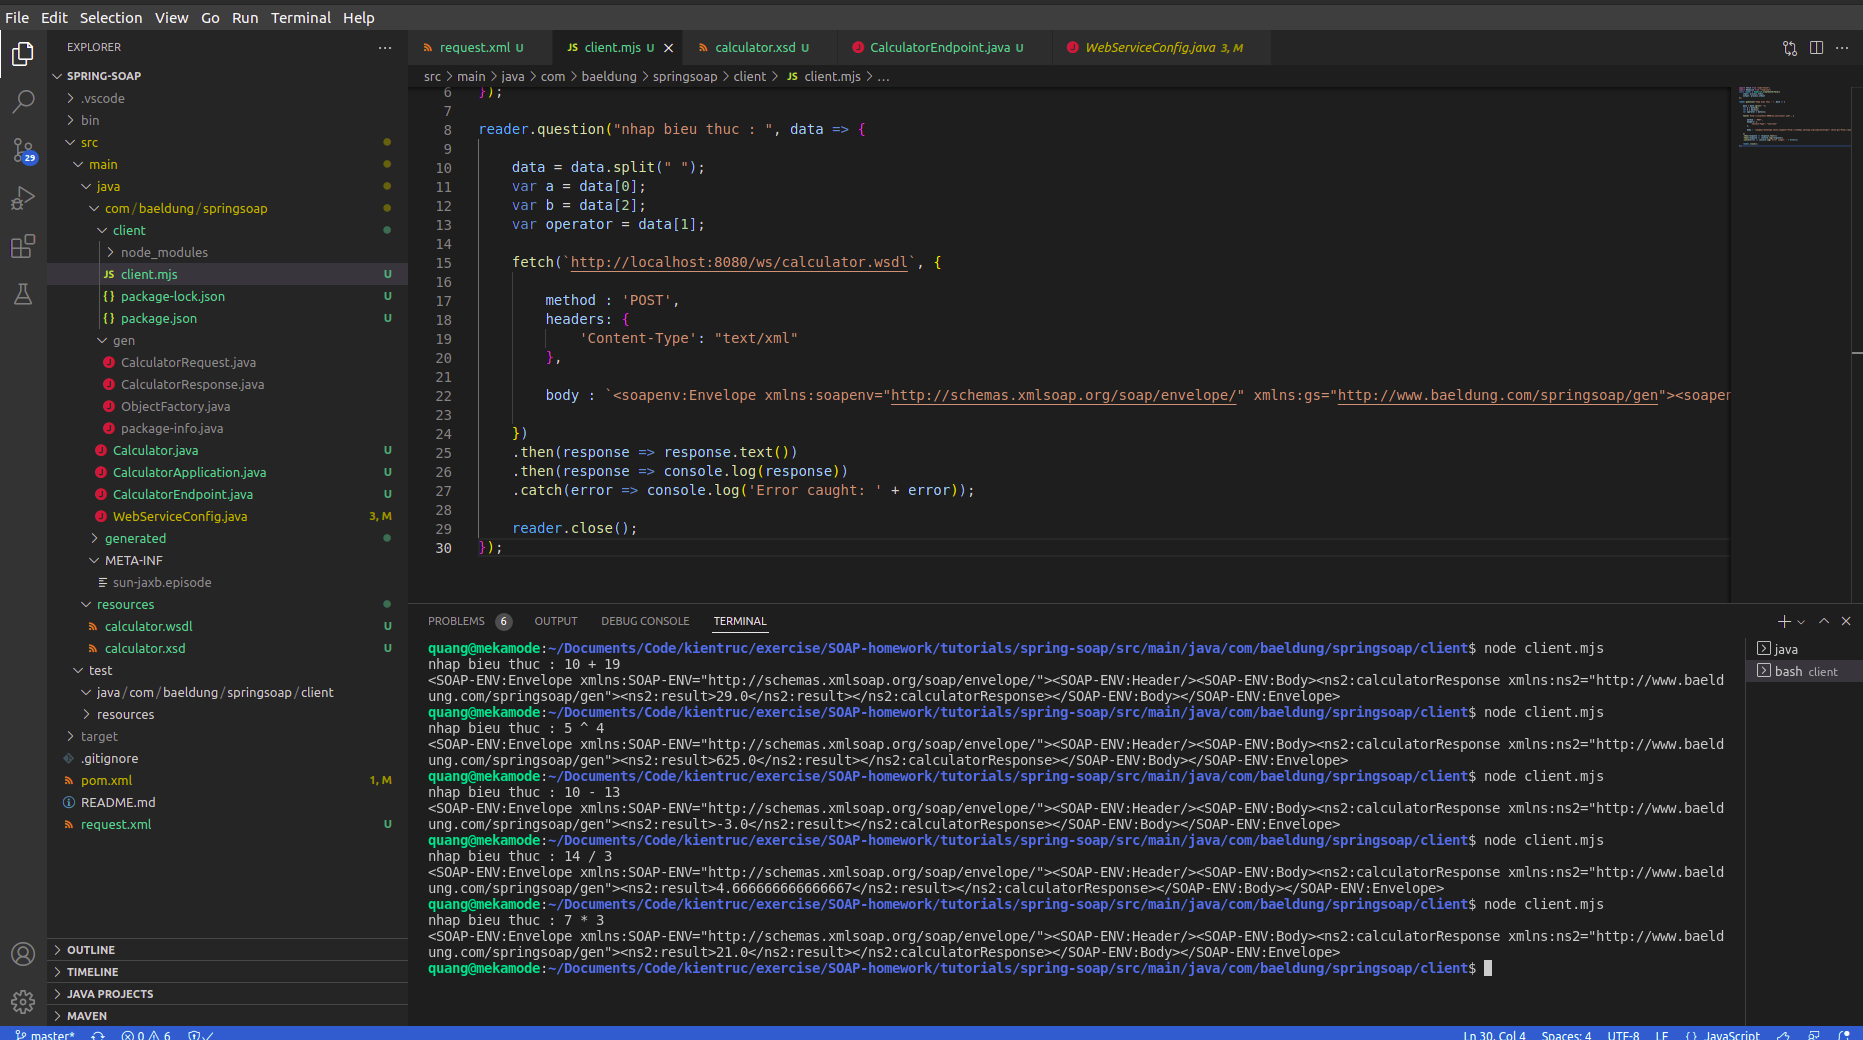 File Edit Selection View Go Run Terminal Help
EXPLORER ...
SPRING-SOAP
.vscode
bin
src
main
java
com/baeldung/springsoap
client
node_modules
JS client.mjs U
{} package-lock.json U
{} package.json U
gen
J CalculatorRequest.java
J CalculatorResponse.java
J ObjectFactory.java
J package-info.java
J Calculator.java U
J CalculatorApplication.java U
J CalculatorEndpoint.java U
J WebServiceConfig.java 3, M
generated
META-INF
sun-jaxb.episode
resources
calculator.wsdl U
calculator.xsd U
test
java/com/baeldung/springsoap/client
resources
target
.gitignore
pom.xml 1, M
README.md
request.xml U
OUTLINE
TIMELINE
JAVA PROJECTS
MAVEN
29
request.xml U JS client.mjs U calculator.xsd U J CalculatorEndpoint.java U J WebServiceConfig.java 3, M
src > main > java > com > baeldung > springsoap > client > JS client.mjs > ...
6 });
7
8 reader.question("nhap bieu thuc : ", data => {
9
10 data = data.split(" ");
11 var a = data[0];
12 var b = data[2];
13 var operator = data[1];
14
15 fetch(`http://localhost:8080/ws/calculator.wsdl`, {
16
17 method : 'POST',
18 headers: {
19 'Content-Type': "text/xml"
20 },
21
22 body : `<soapenv:Envelope xmlns:soapenv="http://schemas.xmlsoap.org/soap/envelope/" xmlns:gs="http://www.baeldung.com/springsoap/gen"><soapen
23
24 })
25 .then(response => response.text())
26 .then(response => console.log(response))
27 .catch(error => console.log('Error caught: ' + error));
28
29 reader.close();
30 });
PROBLEMS 6 OUTPUT DEBUG CONSOLE TERMINAL
quang@mekamode:~/Documents/Code/kientruc/exercise/SOAP-homework/tutorials/spring-soap/src/main/java/com/baeldung/springsoap/client$ node client.mjs
nhap bieu thuc : 10 + 19
<SOAP-ENV:Envelope xmlns:SOAP-ENV="http://schemas.xmlsoap.org/soap/envelope/"><SOAP-ENV:Header/><SOAP-ENV:Body><ns2:calculatorResponse xmlns:ns2="http://www.baeld
ung.com/springsoap/gen"><ns2:result>29.0</ns2:result></ns2:calculatorResponse></SOAP-ENV:Body></SOAP-ENV:Envelope>
quang@mekamode:~/Documents/Code/kientruc/exercise/SOAP-homework/tutorials/spring-soap/src/main/java/com/baeldung/springsoap/client$ node client.mjs
nhap bieu thuc : 5 ^ 4
<SOAP-ENV:Envelope xmlns:SOAP-ENV="http://schemas.xmlsoap.org/soap/envelope/"><SOAP-ENV:Header/><SOAP-ENV:Body><ns2:calculatorResponse xmlns:ns2="http://www.baeld
ung.com/springsoap/gen"><ns2:result>625.0</ns2:result></ns2:calculatorResponse></SOAP-ENV:Body></SOAP-ENV:Envelope>
quang@mekamode:~/Documents/Code/kientruc/exercise/SOAP-homework/tutorials/spring-soap/src/main/java/com/baeldung/springsoap/client$ node client.mjs
nhap bieu thuc : 10 - 13
<SOAP-ENV:Envelope xmlns:SOAP-ENV="http://schemas.xmlsoap.org/soap/envelope/"><SOAP-ENV:Header/><SOAP-ENV:Body><ns2:calculatorResponse xmlns:ns2="http://www.baeld
ung.com/springsoap/gen"><ns2:result>-3.0</ns2:result></ns2:calculatorResponse></SOAP-ENV:Body></SOAP-ENV:Envelope>
quang@mekamode:~/Documents/Code/kientruc/exercise/SOAP-homework/tutorials/spring-soap/src/main/java/com/baeldung/springsoap/client$ node client.mjs
nhap bieu thuc : 14 / 3
<SOAP-ENV:Envelope xmlns:SOAP-ENV="http://schemas.xmlsoap.org/soap/envelope/"><SOAP-ENV:Header/><SOAP-ENV:Body><ns2:calculatorResponse xmlns:ns2="http://www.baeld
ung.com/springsoap/gen"><ns2:result>4.666666666666667</ns2:result></ns2:calculatorResponse></SOAP-ENV:Body></SOAP-ENV:Envelope>
quang@mekamode:~/Documents/Code/kientruc/exercise/SOAP-homework/tutorials/spring-soap/src/main/java/com/baeldung/springsoap/client$ node client.mjs
nhap bieu thuc : 7 * 3
<SOAP-ENV:Envelope xmlns:SOAP-ENV="http://schemas.xmlsoap.org/soap/envelope/"><SOAP-ENV:Header/><SOAP-ENV:Body><ns2:calculatorResponse xmlns:ns2="http://www.baeld
ung.com/springsoap/gen"><ns2:result>21.0</ns2:result></ns2:calculatorResponse></SOAP-ENV:Body></SOAP-ENV:Envelope>
quang@mekamode:~/Documents/Code/kientruc/exercise/SOAP-homework/tutorials/spring-soap/src/main/java/com/baeldung/springsoap/client$
java
bash client
master* 0 6 Ln 30, Col 4 Spaces: 4 UTF-8 LF {} JavaScript